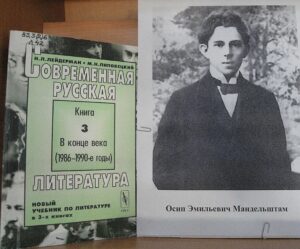 Н.Л.ЛЕЙДЕРМАН • М.Н.ЛИПОВЕЦКИЙ
СОВРЕМЕННАЯ
РУССКАЯ
Книга
3
В конце века
(1986–1990-е годы)
ЛИТЕРАТУРА
НОВЫЙ
УЧЕБНИК ПО ЛИТЕРАТУРЕ
в 3-х книгах
Осип Эмильевич Мандельштам